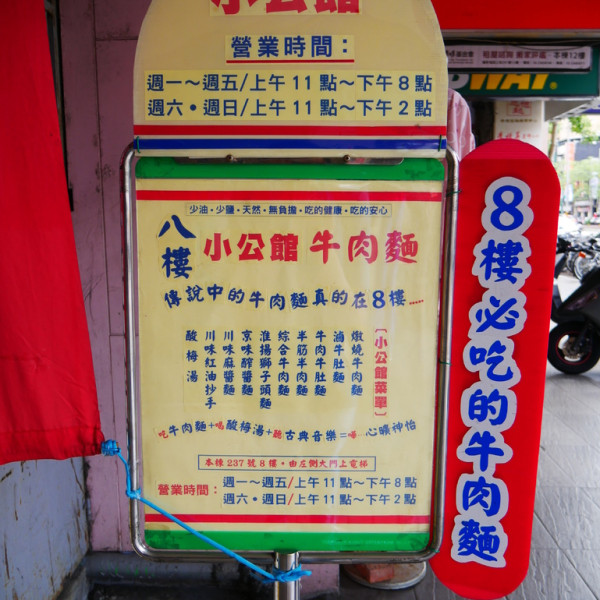 小公館
營業時間：
週一～週五/上午11點～下午8點
週六•週日/上午11點～下午2點
少油•少鹽•天然•無負擔•吃的健康•吃的安心
八樓
小公館牛肉麵
傳說中的牛肉麵真的在8樓......
〔小公館菜單〕
燉燒牛肉麵
滷牛肚麵
牛肉牛肚麵
半筋半肉麵
綜合牛肉麵
淮揚獅子頭麵
京味醡醬麵
川味麻醬麵
川味紅油抄手
酸梅湯
吃牛肉麵+喝酸梅湯+聽古典音樂=嗯...心曠神怡
本棟237號8樓•由左側大門上電梯
營業時間：
週一～週五/上午11點～下午8點
週六•週日/上午11點～下午2點
8樓必吃的牛肉麵
WAY